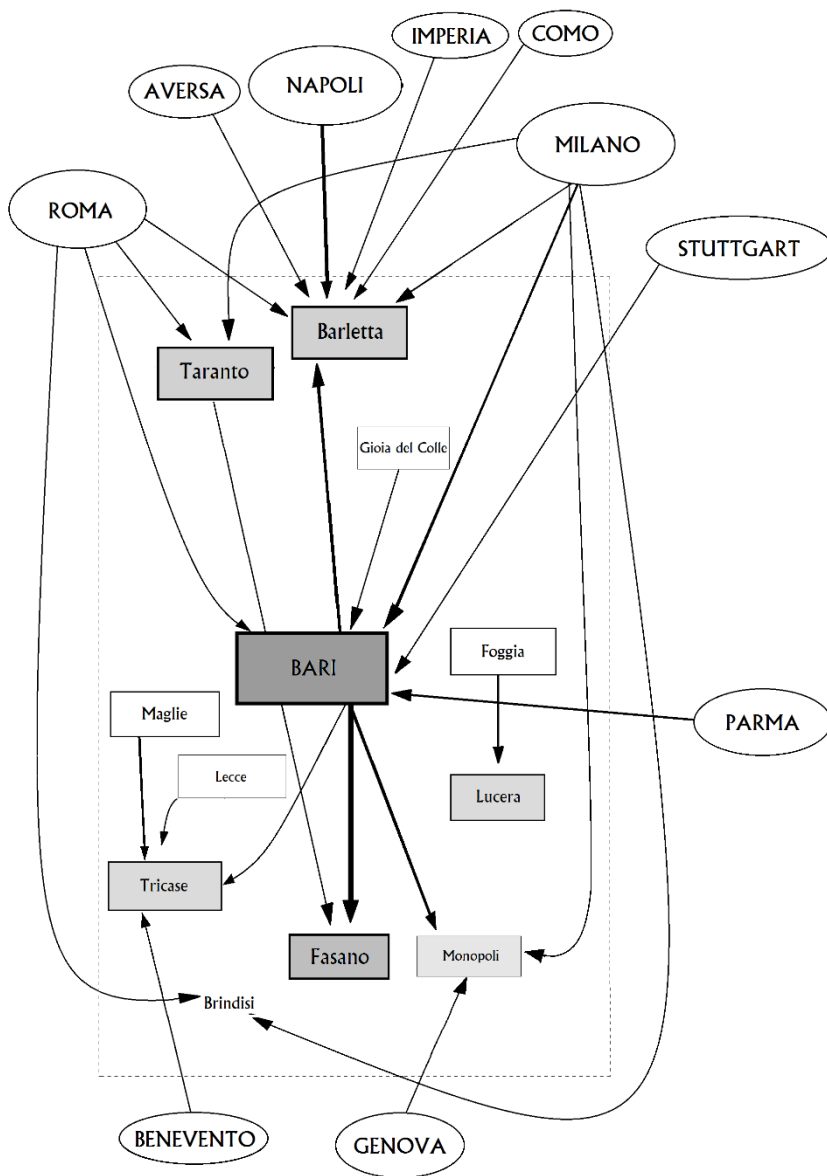 IMPERIA
COMO
AVERSA
NAPOLI
MILANO
ROMA
STUTTGART
Barletta
Taranto
Gioia del Colle
BARI
Foggia
Maglie
PARMA
Lecce
Lucera
Tricase
Fasano
Monopoli
Brindisi
BENEVENTO
GENOVA